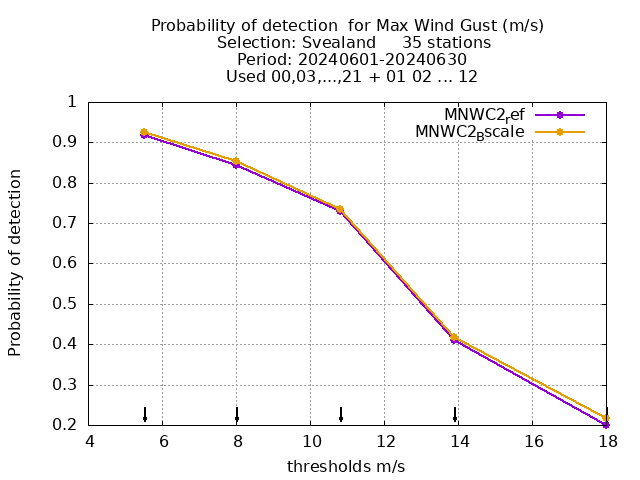 Probability of detection  for Max Wind Gust (m/s)
Selection: Svealand     35 stations
Period: 20240601-20240630
Used 00,03,...,21 + 01 02 ... 12
MNWC2ref
MNWC2Bscale
Probability of detection
1
0.9
0.8
0.7
0.6
0.5
0.4
0.3
0.2
4 6 8 10 12 14 16 18
thresholds m/s